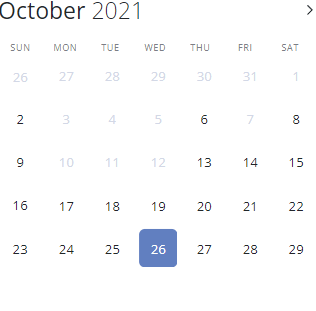 October 2021
SUN MON TUE WED THU FRI SAT
26 27 28 29 30 31 1
2 3 4 5 6 7 8
9 10 11 12 13 14 15
16 17 18 19 20 21 22
23 24 25 26 27 28 29